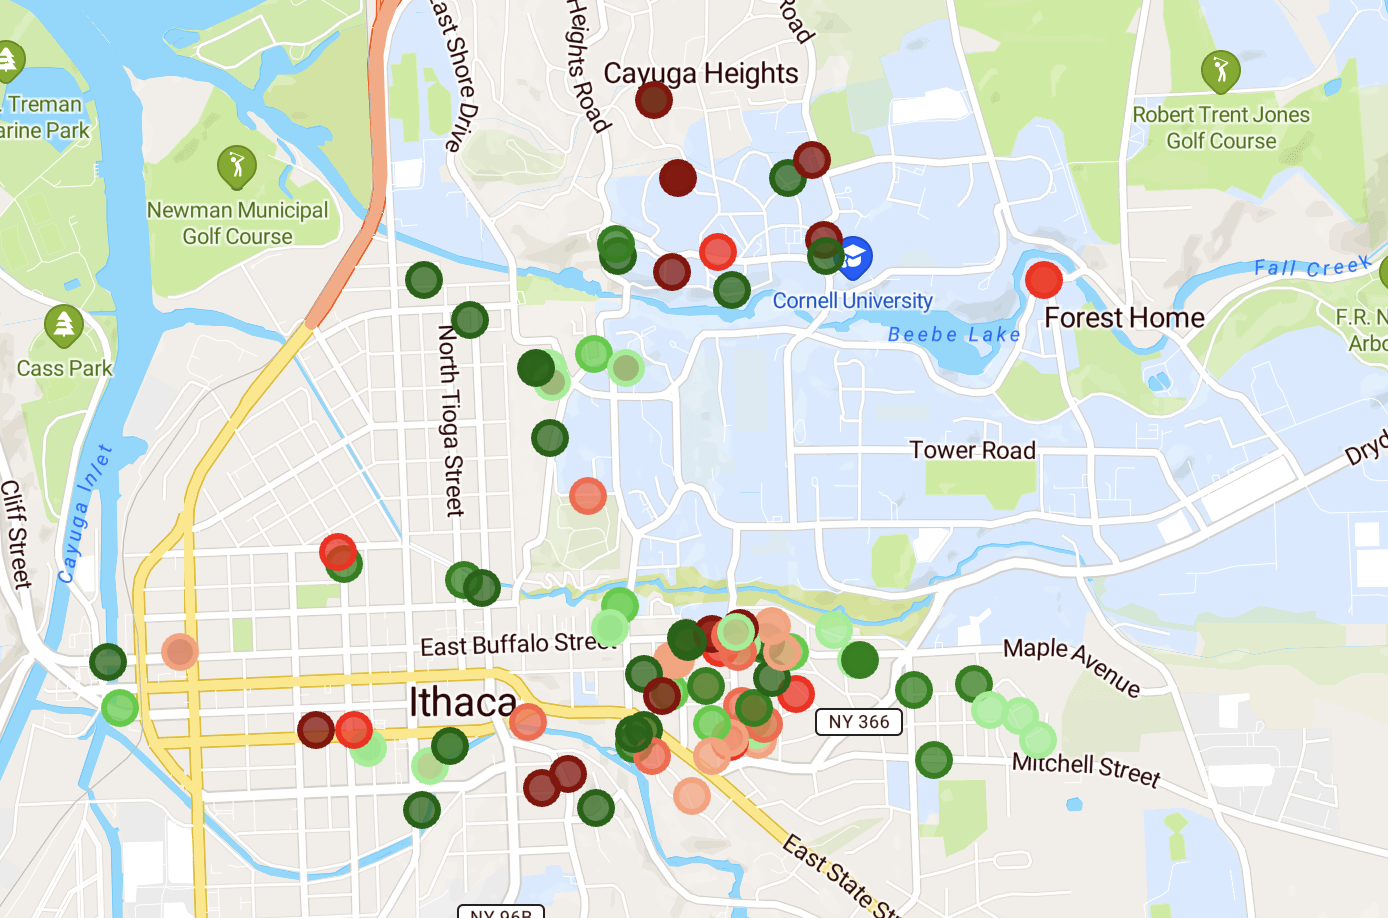 East Shore Drive
Heights Road
Road
Cayuga Heights
Treman
arine Park
Robert Trent Jones
Golf Course
Newman Municipal
Golf Course
Fall Creek
Cornell University
Forest Home
Beebe Lake
F.R. N
Arbo
Cass Park
North Tioga Street
Tower Road
Dryd
Cliff Street
Cayuga Inlet
East Buffalo Street
Maple Avenue
Ithaca
NY 366
Mitchell Street
East State St
NY 96B